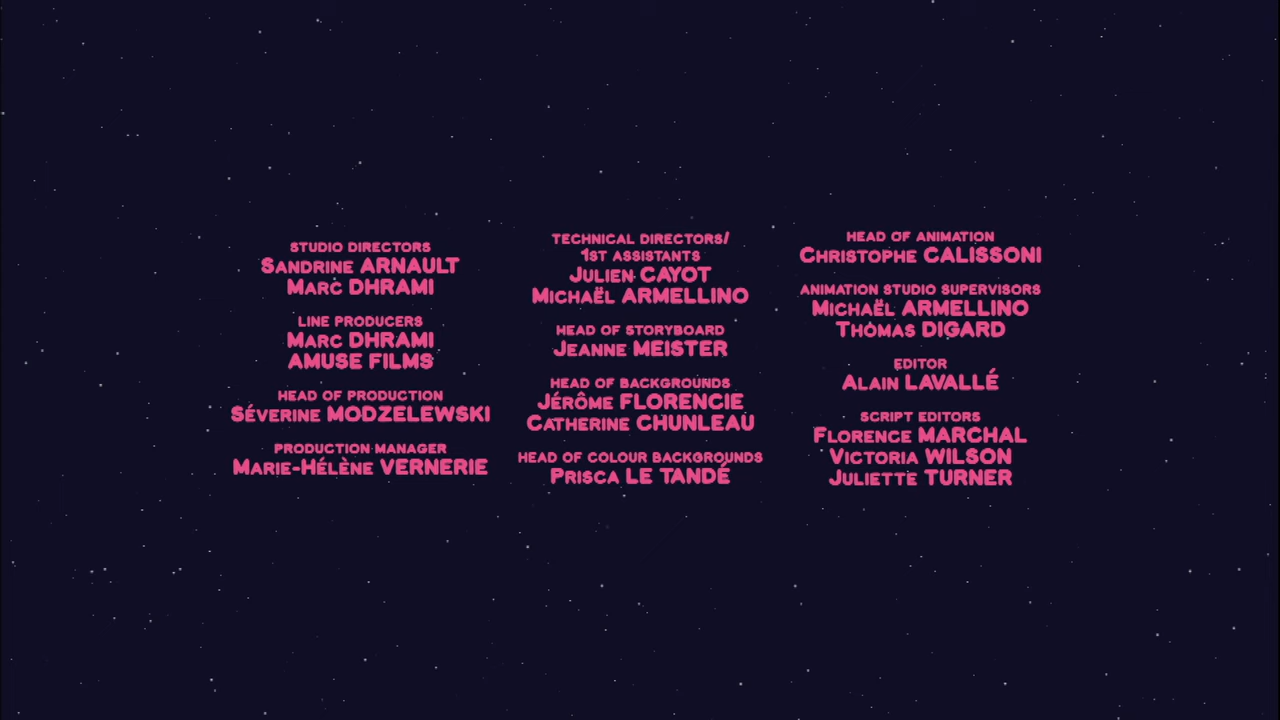 STUDIO DIRECTORS
SANDRINE ARNAULT
MARC DHRAMI
LINE PRODUCERS
MARC DHRAMI
AMUSE FILMS
HEAD OF PRODUCTION
SÉVERINE MODZELEWSKI
PRODUCTION MANAGER
MARIE-HÉLÈNE VERNERIE
TECHNICAL DIRECTORS/
1ST ASSISTANTS
JULIEN CAYOT
MICHAËL ARMELLINO
HEAD OF STORYBOARD
JEANNE MEISTER
HEAD OF BACKGROUNDS
JÉRÔME FLORENCIE
CATHERINE CHUNLEAU
HEAD OF COLOUR BACKGROUNDS
PRISCA LE TANDÉ
HEAD OF ANIMATION
CHRISTOPHE CALISSONI
ANIMATION STUDIO SUPERVISORS
MICHAËL ARMELLINO
THOMAS DIGARD
EDITOR
ALAIN LAVALLÉ
SCRIPT EDITORS
FLORENCE MARCHAL
VICTORIA WILSON
JULIETTE TURNER